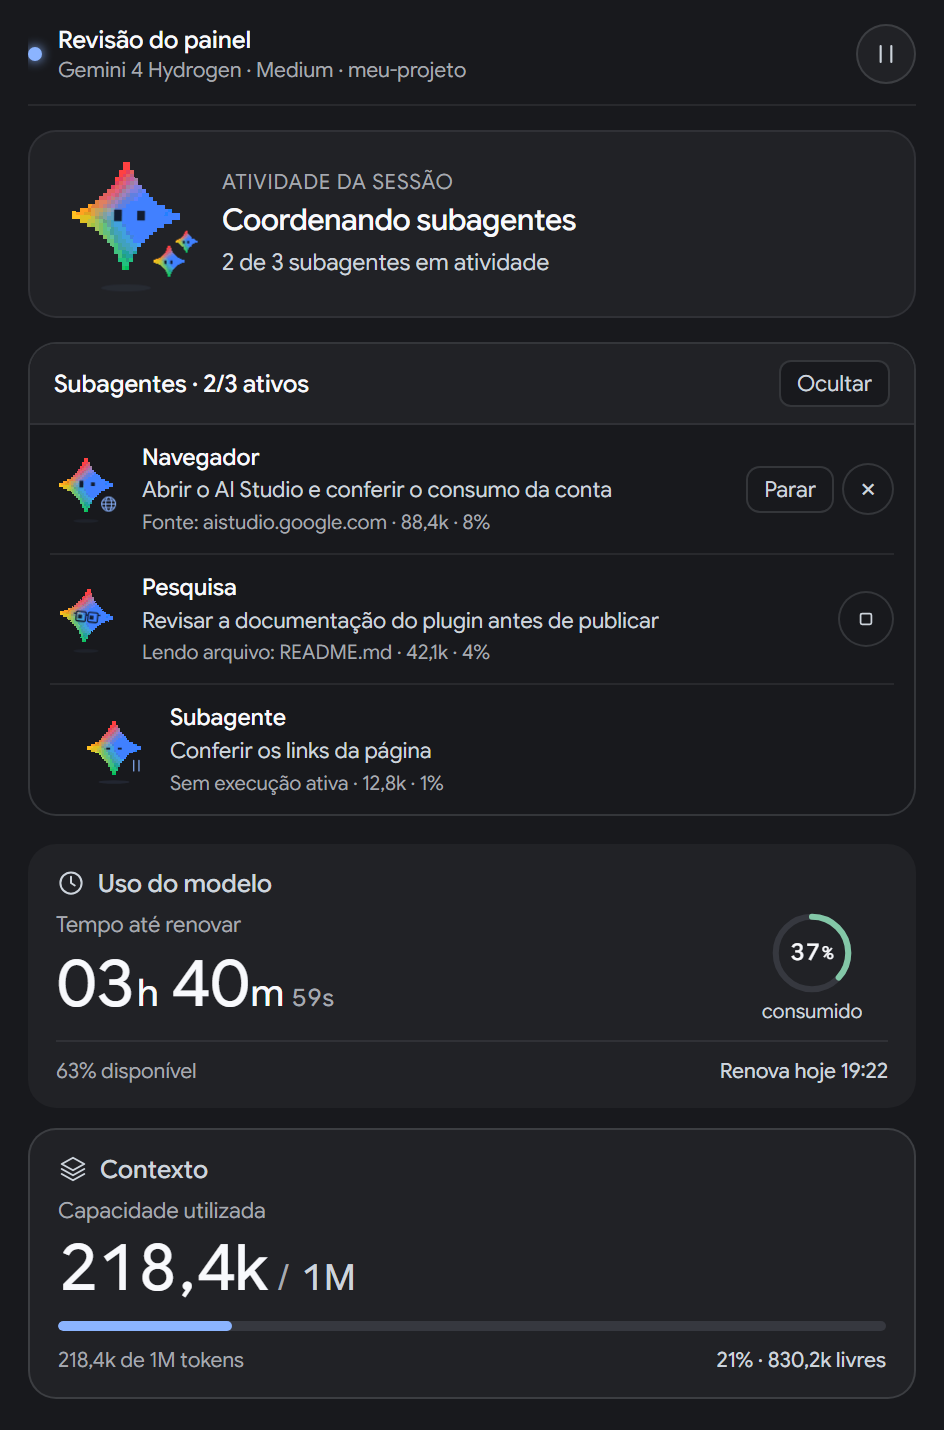 Revisão do painel
Gemini 4 Hydrogen · Medium · meu-projeto
ATIVIDADE DA SESSÃO
Coordenando subagentes
2 de 3 subagentes em atividade
Subagentes · 2/3 ativos
Ocultar
Navegador
Abrir o AI Studio e conferir o consumo da conta
Fonte: aistudio.google.com · 88,4k · 8%
Parar
Pesquisa
Revisar a documentação do plugin antes de publicar
Lendo arquivo: README.md · 42,1k · 4%
Subagente
Conferir os links da página
Sem execução ativa · 12,8k · 1%
Uso do modelo
Tempo até renovar
03h 40m 59s
37%
consumido
63% disponível
Renova hoje 19:22
Contexto
Capacidade utilizada
218,4k / 1M
218,4k de 1M tokens
21% · 830,2k livres